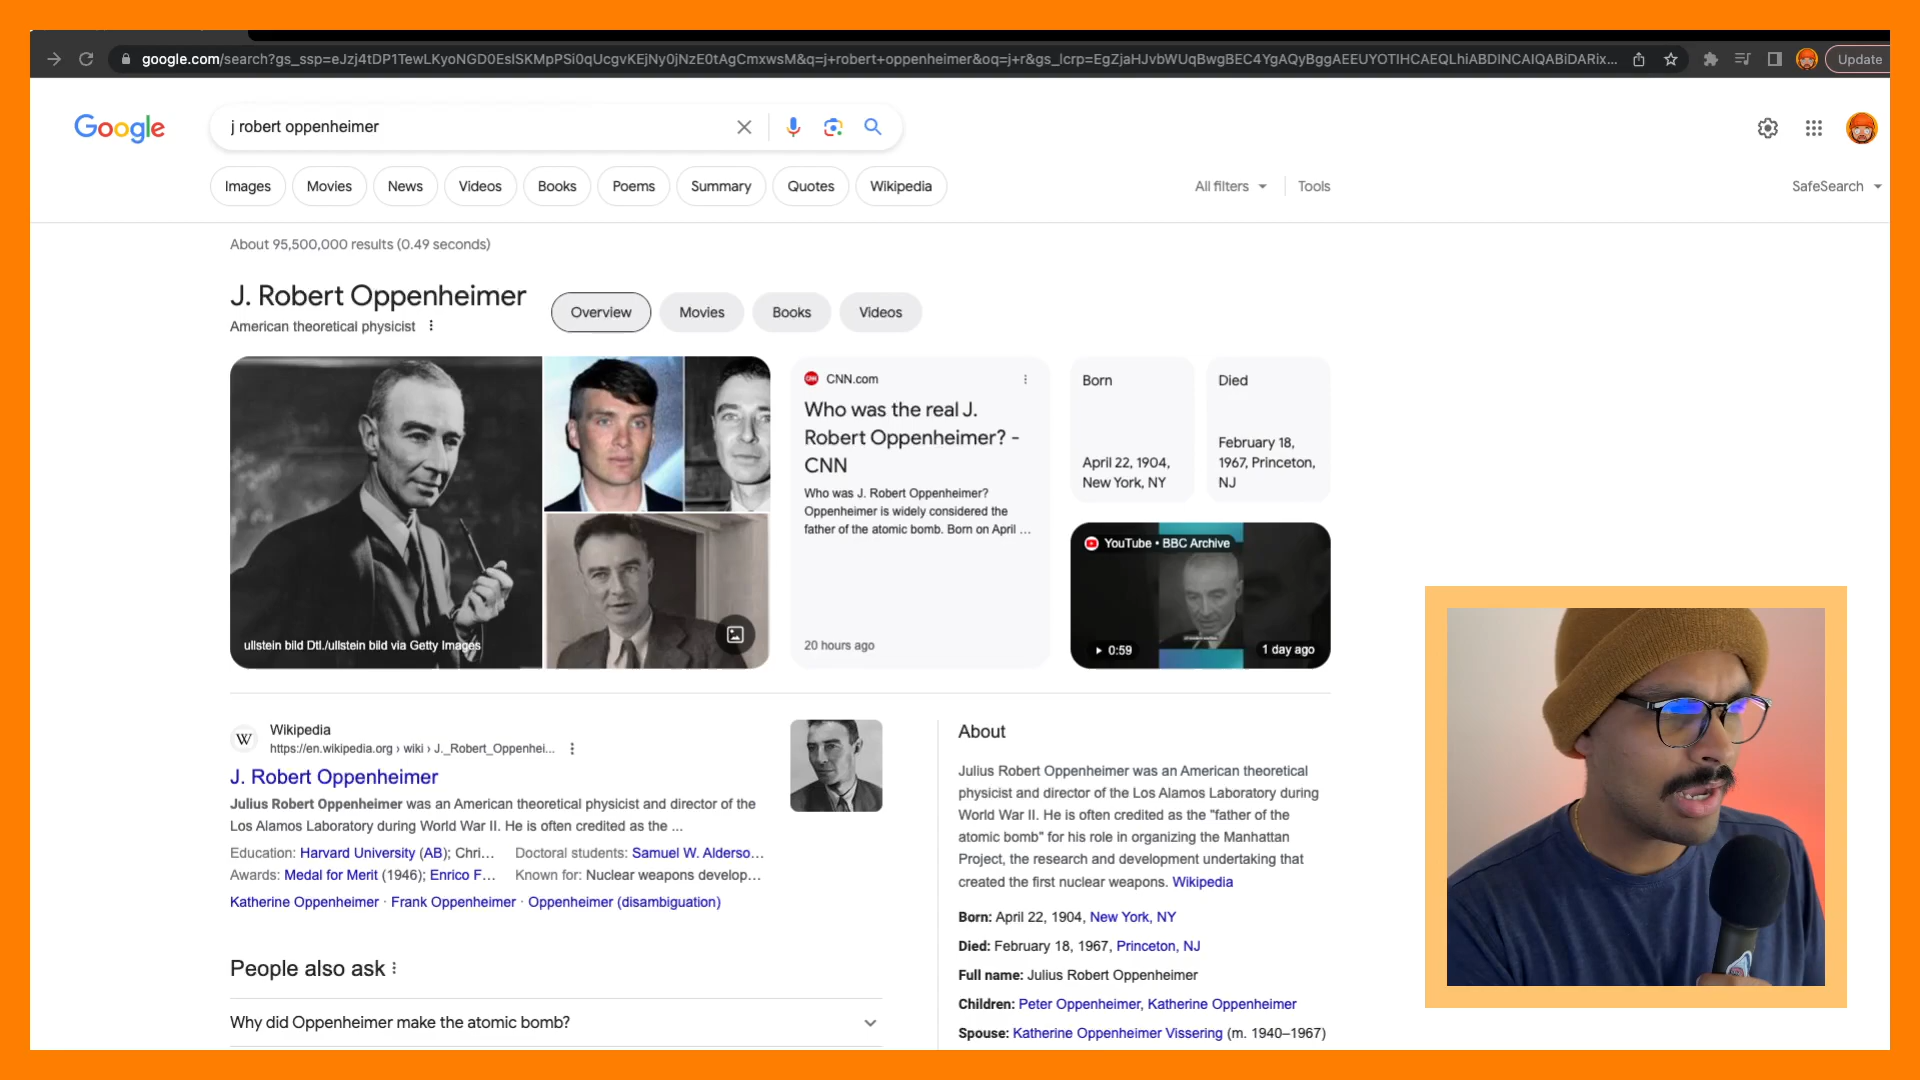 google.com/search?gs_ssp=eJzj4tDP1TewLKyoNGD0EsISKMpPSi0qUcgvKEjNy0jNzE0tAgCmxwsM&q=j+robert+oppenheimer&oq=j+r&gs_lcrp=EgZjaHJvbWUqBwgBEC4YgAQyBggAEEUYOTIHCAEQLhiABDINCAIQABiDARix...
Update
Google
j robert oppenheimer
Images
Movies
News
Videos
Books
Poems
Summary
Quotes
Wikipedia
All filters
Tools
SafeSearch
About 95,500,000 results (0.49 seconds)
J. Robert Oppenheimer
American theoretical physicist
Overview
Movies
Books
Videos
ullstein bild Dtl./ullstein bild via Getty Images
CNN.com
Who was the real J.
Robert Oppenheimer? -
CNN
Who was J. Robert Oppenheimer?
Oppenheimer is widely considered the
father of the atomic bomb. Born on April ...
20 hours ago
Born
April 22, 1904,
New York, NY
Died
February 18,
1967, Princeton,
NJ
YouTube • BBC Archive
0:59
1 day ago
W
Wikipedia
https://en.wikipedia.org › wiki › J._Robert_Oppenhei...
J. Robert Oppenheimer
Julius Robert Oppenheimer was an American theoretical physicist and director of the
Los Alamos Laboratory during World War II. He is often credited as the ...
Education: Harvard University (AB); Chri...
Doctoral students: Samuel W. Alderso...
Awards: Medal for Merit (1946); Enrico F...
Known for: Nuclear weapons develop...
Katherine Oppenheimer · Frank Oppenheimer · Oppenheimer (disambiguation)
People also ask
Why did Oppenheimer make the atomic bomb?
About
Julius Robert Oppenheimer was an American theoretical
physicist and director of the Los Alamos Laboratory during
World War II. He is often credited as the "father of the
atomic bomb" for his role in organizing the Manhattan
Project, the research and development undertaking that
created the first nuclear weapons. Wikipedia
Born: April 22, 1904, New York, NY
Died: February 18, 1967, Princeton, NJ
Full name: Julius Robert Oppenheimer
Children: Peter Oppenheimer, Katherine Oppenheimer
Spouse: Katherine Oppenheimer Vissering (m. 1940–1967)